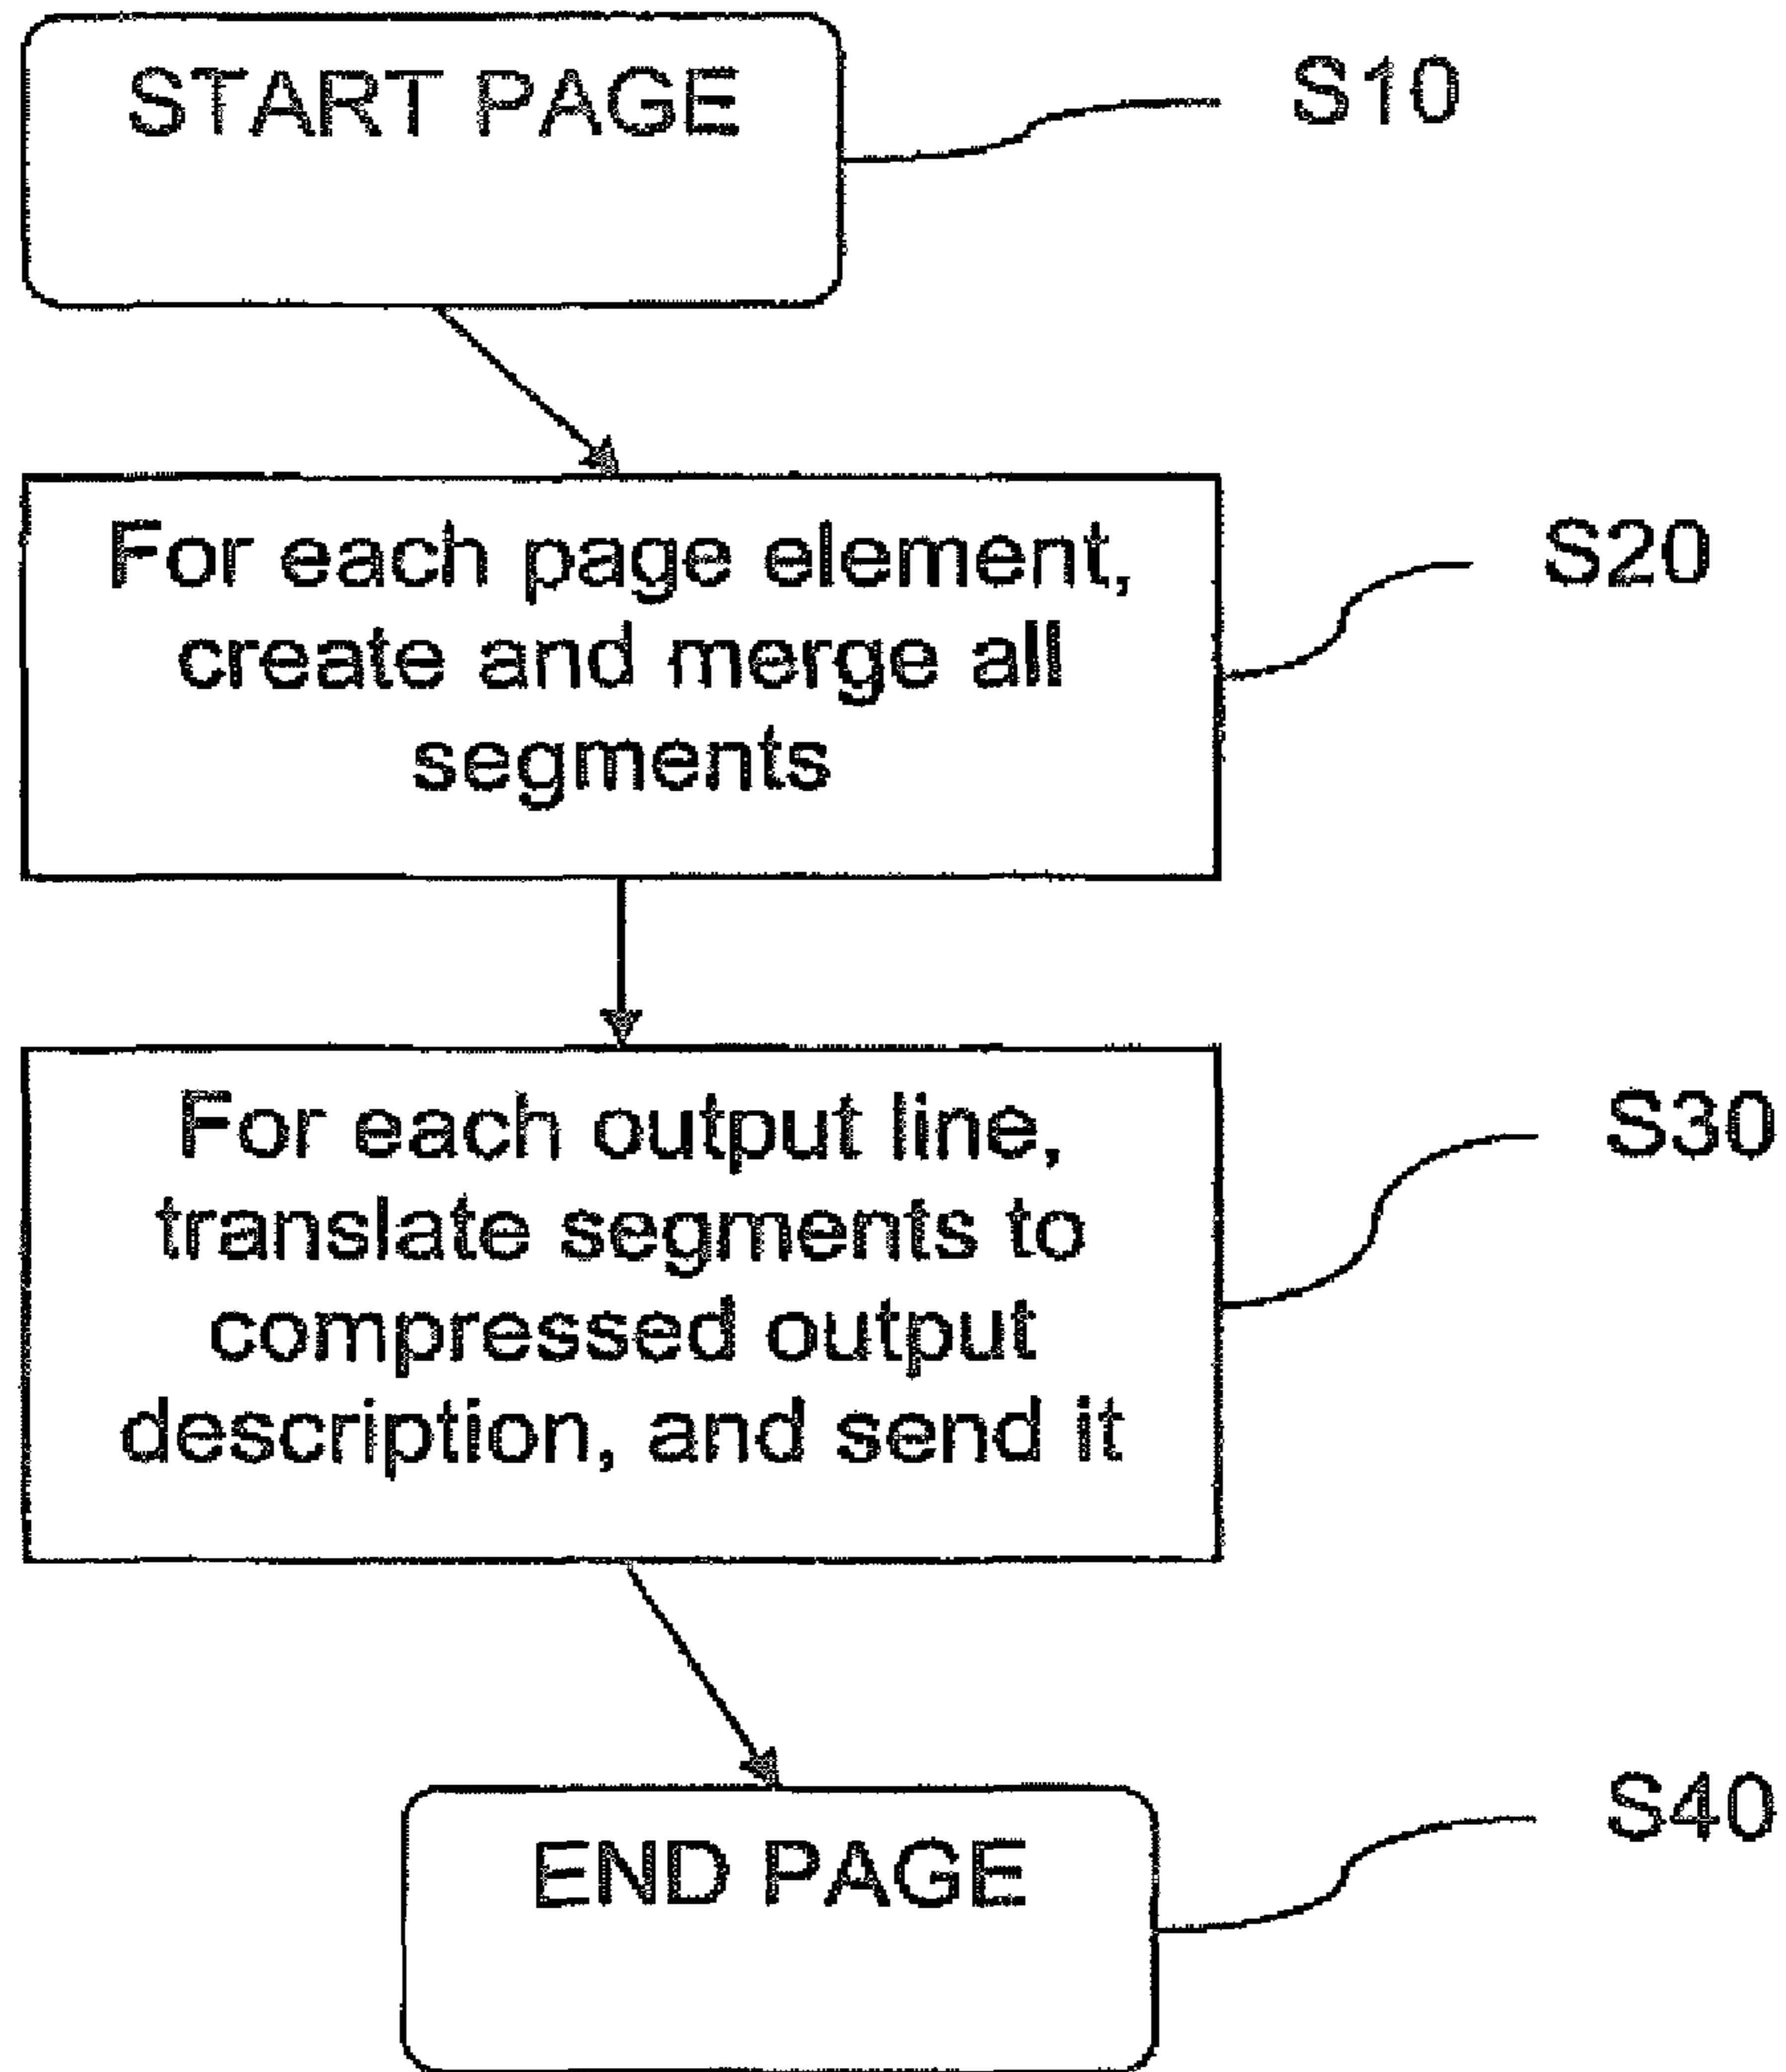 START PAGE
S10
For each page element,
create and merge all
segments
S20
For each output line,
translate segments to
compressed output
description, and send it
S30
END PAGE
S40